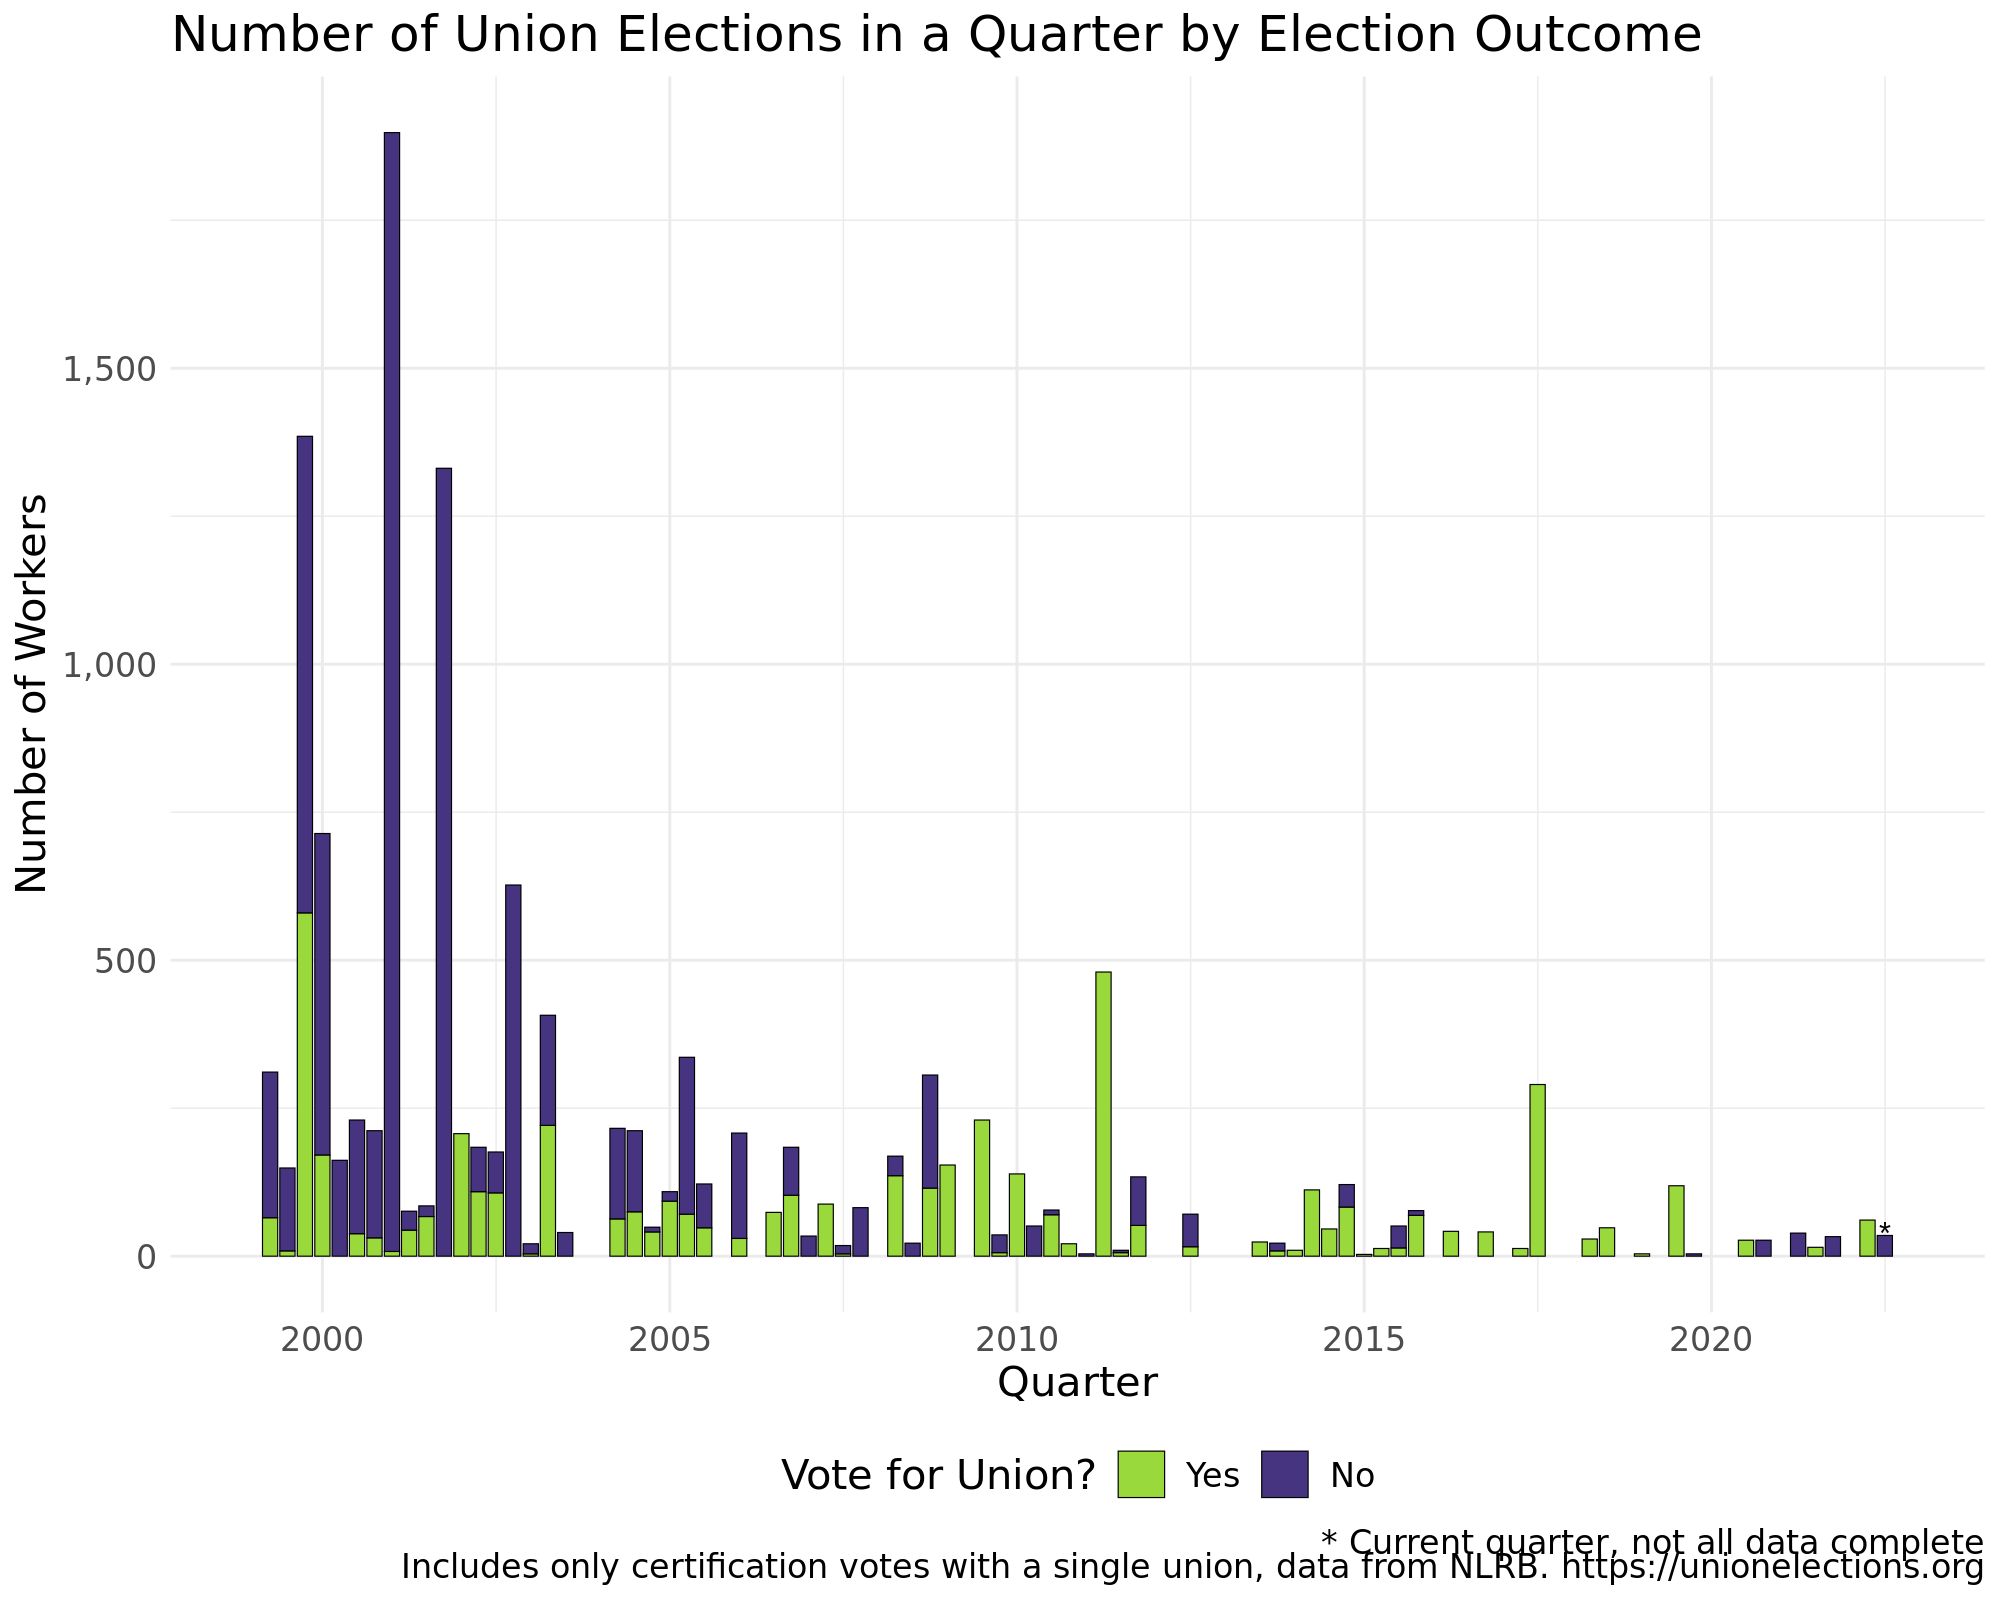 Number of Union Elections in a Quarter by Election Outcome
Number of Workers
1,500
1,000
500
0
*
2000 2005 2010 2015 2020
Quarter
Vote for Union? Yes No
* Current quarter, not all data complete
Includes only certification votes with a single union, data from NLRB. https://unionelections.org